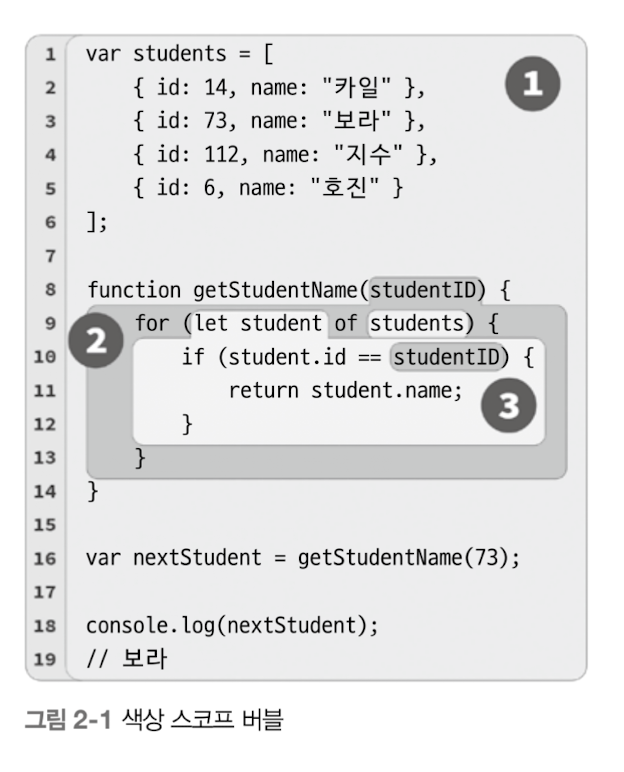 1 var students = [
2 { id: 14, name: "카일" },
3 { id: 73, name: "보라" },
4 { id: 112, name: "지수" },
5 { id: 6, name: "호진" }
6 ];
7
8 function getStudentName(studentID) {
9 for (let student of students) {
10 if (student.id == studentID) {
11 return student.name;
12 }
13 }
14 }
15
16 var nextStudent = getStudentName(73);
17
18 console.log(nextStudent);
19 // 보라
1
2
3
그림 2-1 색상 스코프 버블